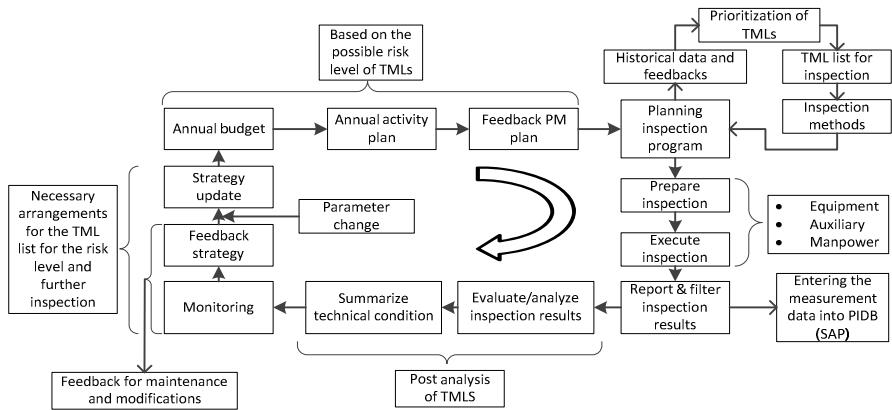 Prioritization of
TMLs
Based on the
possible risk
level of TMLs
Historical data and
feedbacks
TML list for
inspection
Annual budget
Annual activity
plan
Feedback PM
plan
Planning
inspection
program
Inspection
methods
Necessary
arrangements
for the TML
list for the risk
level and
further
inspection
Strategy
update
Parameter
change
Feedback
strategy
Prepare
inspection
Execute
inspection
• Equipment
• Auxiliary
• Manpower
Monitoring
Summarize
technical condition
Evaluate/analyze
inspection results
Report & filter
inspection
results
Entering the
measurement
data into PIDB
(SAP)
Feedback for maintenance
and modifications
Post analysis
of TMLS